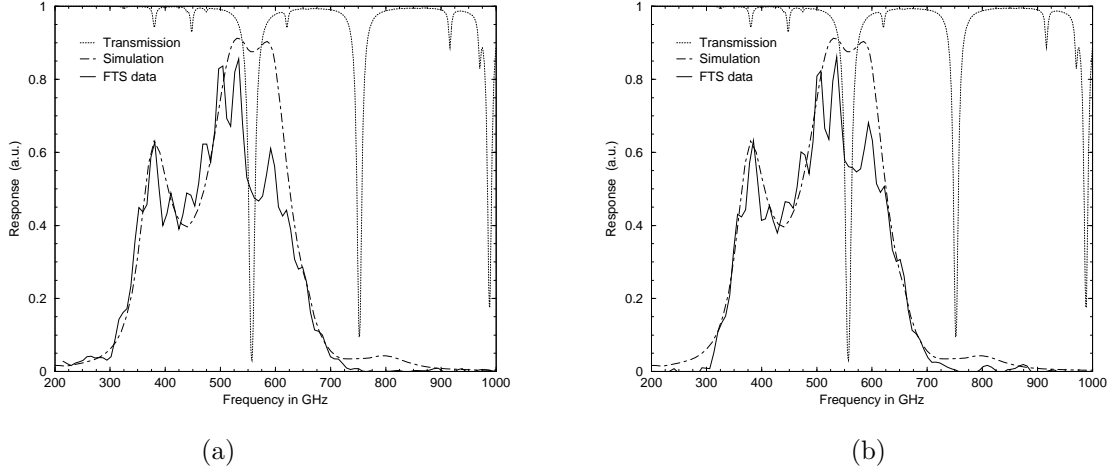 1
0.8
0.6
0.4
0.2
0
Response (a.u.)
Transmission
Simulation
FTS data
200 300 400 500 600 700 800 900 1000
Frequency in GHz
(a)
1
0.8
0.6
0.4
0.2
0
Response (a.u.)
Transmission
Simulation
FTS data
200 300 400 500 600 700 800 900 1000
Frequency in GHz
(b)